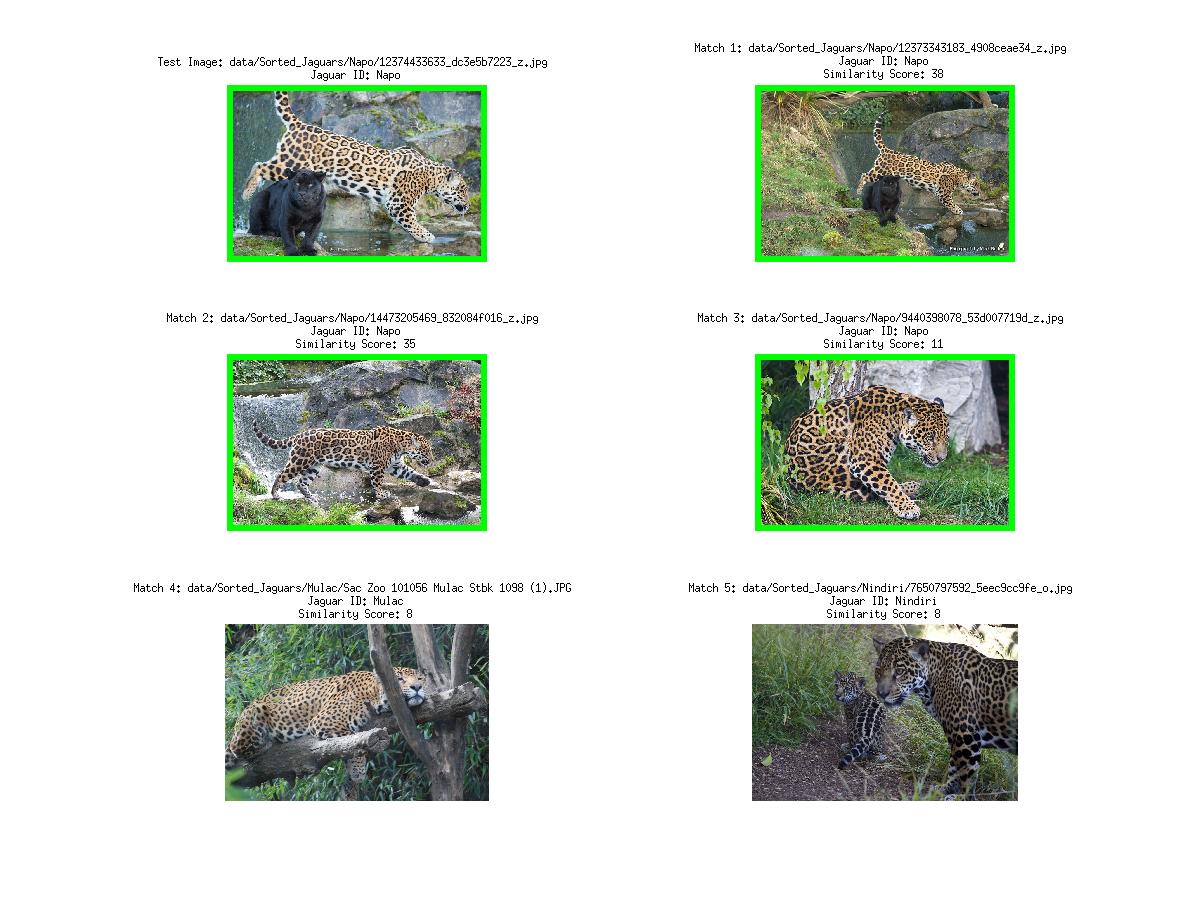 Test Image: data/Sorted_Jaguars/Napo/12374433633_dc3e5b7223_z.jpg
Jaguar ID: Napo
Match 1: data/Sorted_Jaguars/Napo/12373343183_4908ceae34_z.jpg
Jaguar ID: Napo
Similarity Score: 38
Match 2: data/Sorted_Jaguars/Napo/14473205469_832084f016_z.jpg
Jaguar ID: Napo
Similarity Score: 35
Match 3: data/Sorted_Jaguars/Napo/9440398078_53d007719d_z.jpg
Jaguar ID: Napo
Similarity Score: 11
Match 4: data/Sorted_Jaguars/Mulac/Sac Zoo 101056 Mulac Stbk 1098 (1).JPG
Jaguar ID: Mulac
Similarity Score: 8
Match 5: data/Sorted_Jaguars/Nindiri/7650797592_5eec9cc9fe_o.jpg
Jaguar ID: Nindiri
Similarity Score: 8